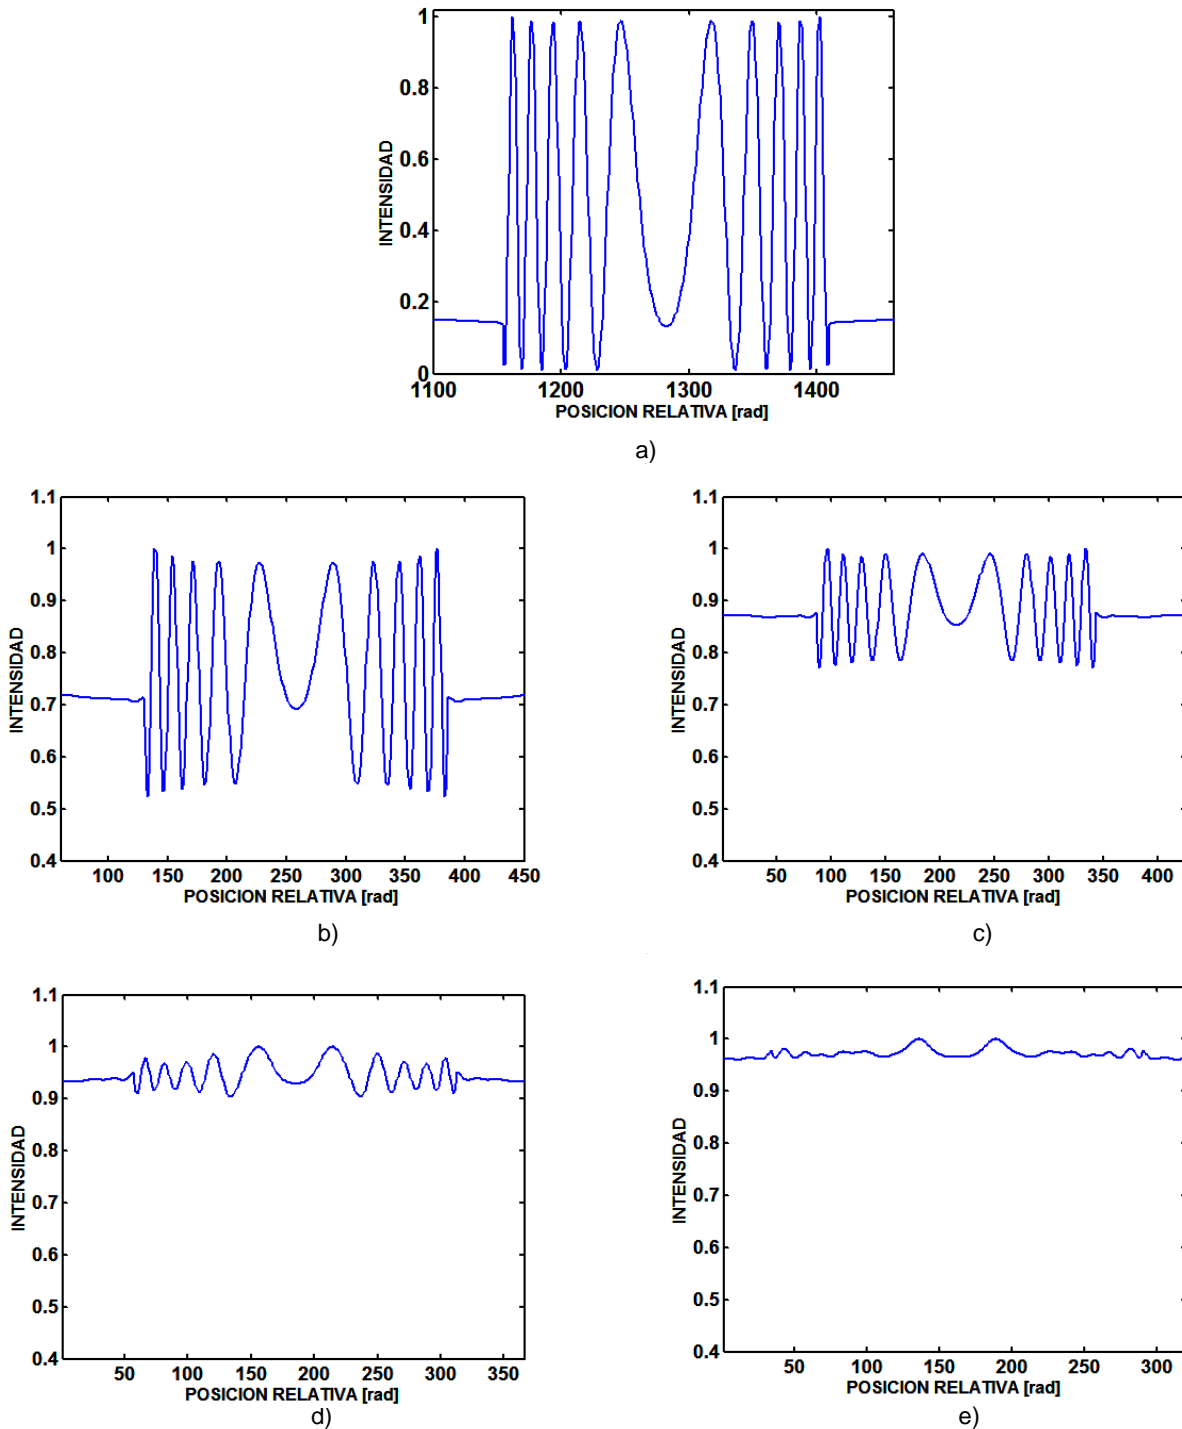 1
0.8
0.6
0.4
0.2
0
INTENSIDAD
1100 1200 1300 1400
POSICION RELATIVA [rad]
a)
1.1
1
0.9
0.8
0.7
0.6
0.5
0.4
INTENSIDAD
100 150 200 250 300 350 400 450
POSICION RELATIVA [rad]
b)
1.1
1
0.9
0.8
0.7
0.6
0.5
0.4
INTENSIDAD
50 100 150 200 250 300 350 400
POSICION RELATIVA [rad]
c)
1.1
1
0.9
0.8
0.7
0.6
0.5
0.4
INTENSIDAD
50 100 150 200 250 300 350
POSICION RELATIVA [rad]
d)
1.1
1
0.9
0.8
0.7
0.6
0.5
0.4
INTENSIDAD
50 100 150 200 250 300
POSICION RELATIVA [rad]
e)